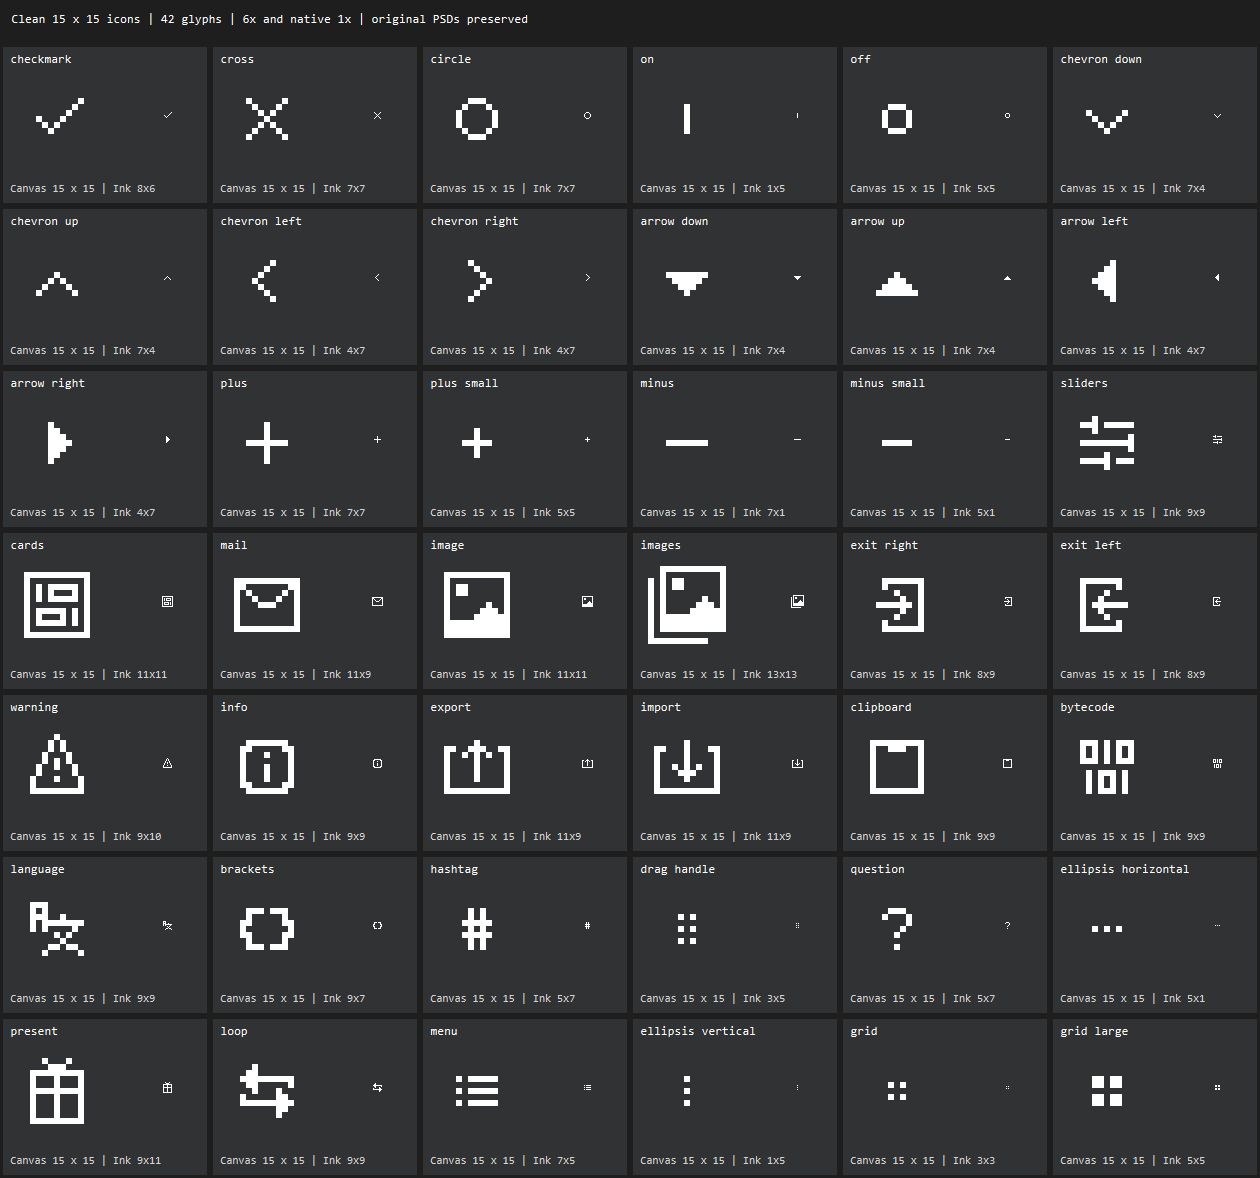 Clean 15 x 15 icons | 42 glyphs | 6x and native 1x | original PSDs preserved
checkmark
cross
circle
on
off
chevron down
Canvas 15 x 15 | Ink 8x6
Canvas 15 x 15 | Ink 7x7
Canvas 15 x 15 | Ink 7x7
Canvas 15 x 15 | Ink 1x5
Canvas 15 x 15 | Ink 5x5
Canvas 15 x 15 | Ink 7x4
chevron up
chevron left
chevron right
arrow down
arrow up
arrow left
Canvas 15 x 15 | Ink 7x4
Canvas 15 x 15 | Ink 4x7
Canvas 15 x 15 | Ink 4x7
Canvas 15 x 15 | Ink 7x4
Canvas 15 x 15 | Ink 7x4
Canvas 15 x 15 | Ink 4x7
arrow right
plus
plus small
minus
minus small
sliders
Canvas 15 x 15 | Ink 4x7
Canvas 15 x 15 | Ink 7x7
Canvas 15 x 15 | Ink 5x5
Canvas 15 x 15 | Ink 7x1
Canvas 15 x 15 | Ink 5x1
Canvas 15 x 15 | Ink 9x9
cards
mail
image
images
exit right
exit left
Canvas 15 x 15 | Ink 11x11
Canvas 15 x 15 | Ink 11x9
Canvas 15 x 15 | Ink 11x11
Canvas 15 x 15 | Ink 13x13
Canvas 15 x 15 | Ink 8x9
Canvas 15 x 15 | Ink 8x9
warning
info
export
import
clipboard
bytecode
Canvas 15 x 15 | Ink 9x10
Canvas 15 x 15 | Ink 9x9
Canvas 15 x 15 | Ink 11x9
Canvas 15 x 15 | Ink 11x9
Canvas 15 x 15 | Ink 9x9
Canvas 15 x 15 | Ink 9x9
language
brackets
hashtag
drag handle
question
ellipsis horizontal
Canvas 15 x 15 | Ink 9x9
Canvas 15 x 15 | Ink 9x7
Canvas 15 x 15 | Ink 5x7
Canvas 15 x 15 | Ink 3x5
Canvas 15 x 15 | Ink 5x7
Canvas 15 x 15 | Ink 5x1
present
loop
menu
ellipsis vertical
grid
grid large
Canvas 15 x 15 | Ink 9x11
Canvas 15 x 15 | Ink 9x9
Canvas 15 x 15 | Ink 7x5
Canvas 15 x 15 | Ink 1x5
Canvas 15 x 15 | Ink 3x3
Canvas 15 x 15 | Ink 5x5